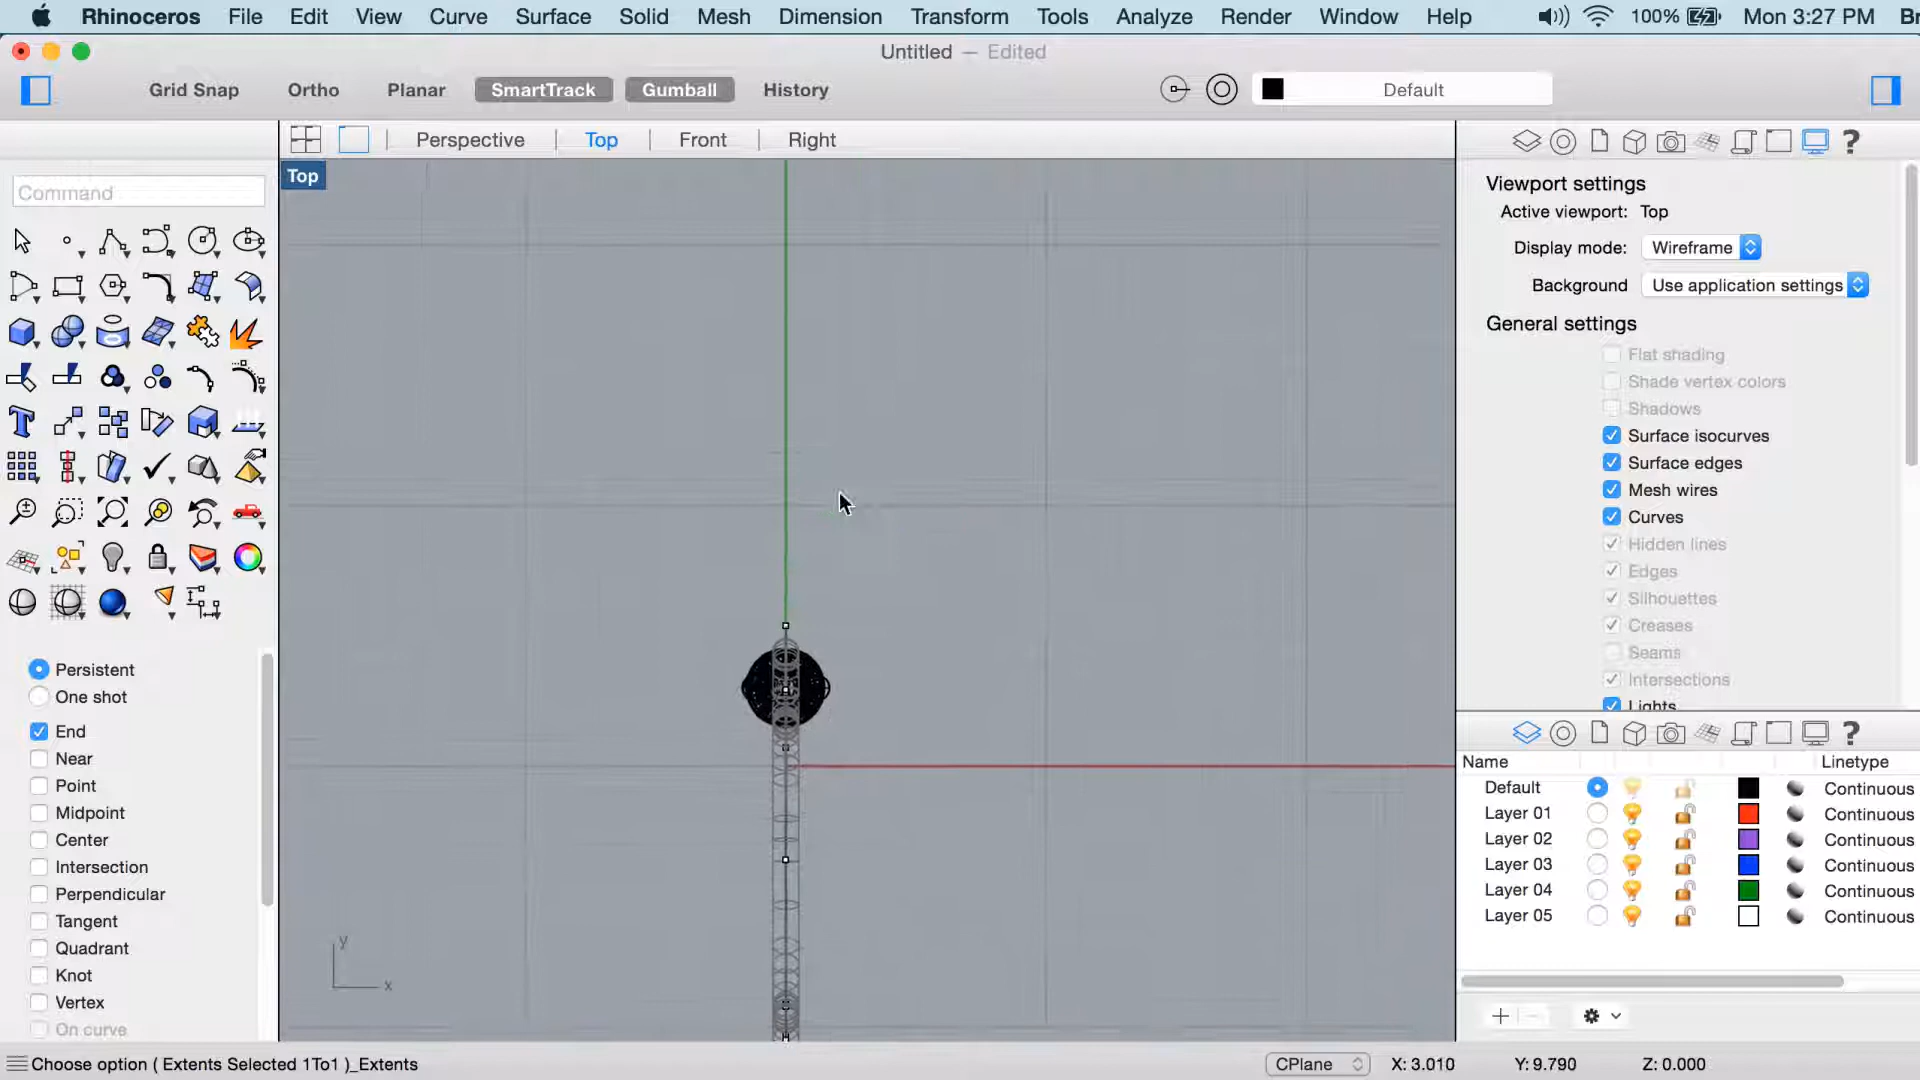 Rhinoceros File Edit View Curve Surface Solid Mesh Dimension Transform Tools Analyze Render Window Help 100% Mon 3:27 PM Br
Untitled — Edited
Grid Snap Ortho Planar SmartTrack Gumball History Default
Perspective Top Front Right
Top
Command
Persistent
One shot
End
Near
Point
Midpoint
Center
Intersection
Perpendicular
Tangent
Quadrant
Knot
Vertex
On curve
y
x
Viewport settings
Active viewport: Top
Display mode: Wireframe
Background Use application settings
General settings
Flat shading
Shade vertex colors
Shadows
Surface isocurves
Surface edges
Mesh wires
Curves
Hidden lines
Edges
Silhouettes
Creases
Seams
Intersections
Lights
Name Linetype
Default Continuous
Layer 01 Continuous
Layer 02 Continuous
Layer 03 Continuous
Layer 04 Continuous
Layer 05 Continuous
Choose option ( Extents Selected 1To1 )_Extents CPlane X: 3.010 Y: 9.790 Z: 0.000